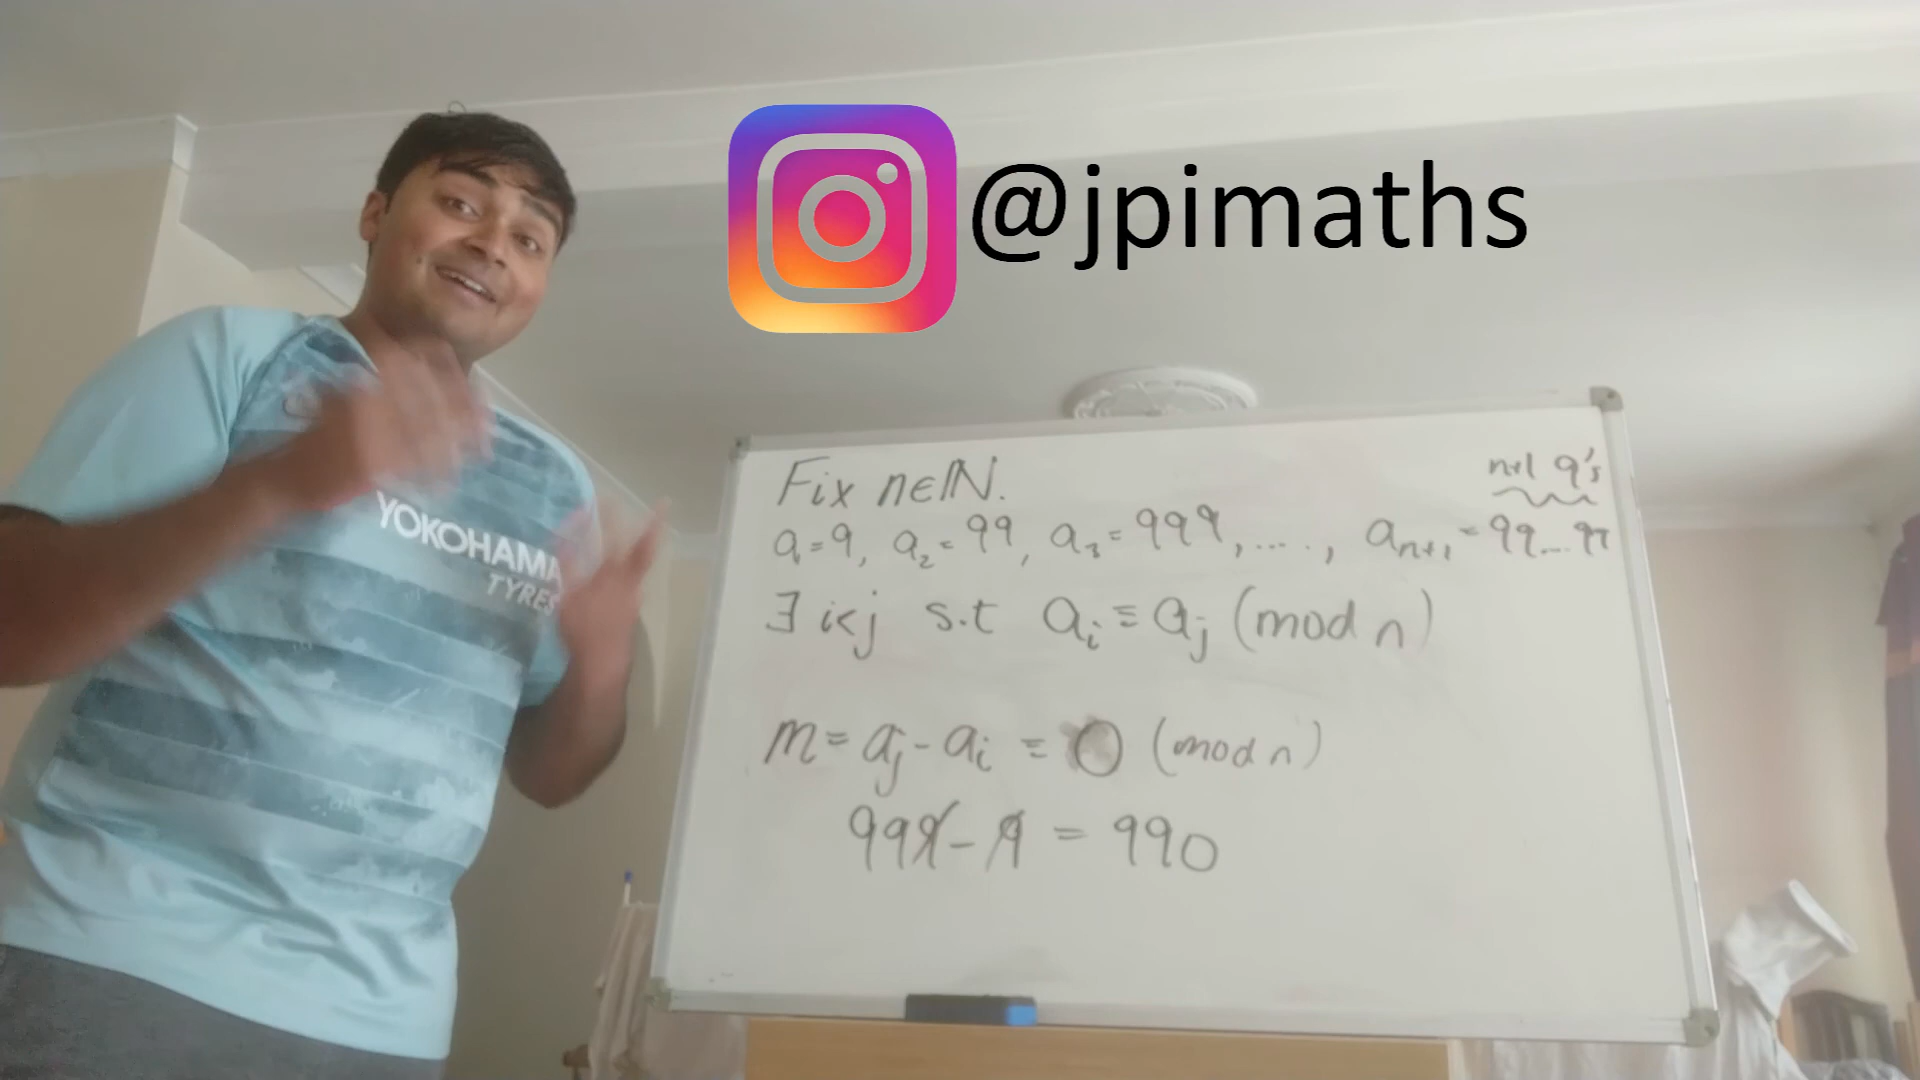 @jpimaths
YOKOHAMA
TYRES
Fix n∈ℕ.
n+1 9's
a₁=9, a₂=99, a₃=999, ...., aₙ₊₁=99...99
∃ i<j s.t aᵢ≡aⱼ (mod n)
m=aⱼ-aᵢ ≡ 0 (mod n)
999-9 = 990